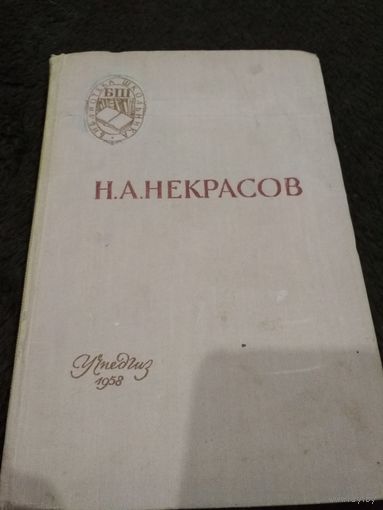 БИБЛИОТЕКА ШКОЛЬНИКА
БШ
Н.А.НЕКРАСОВ
Учпедгиз
1958